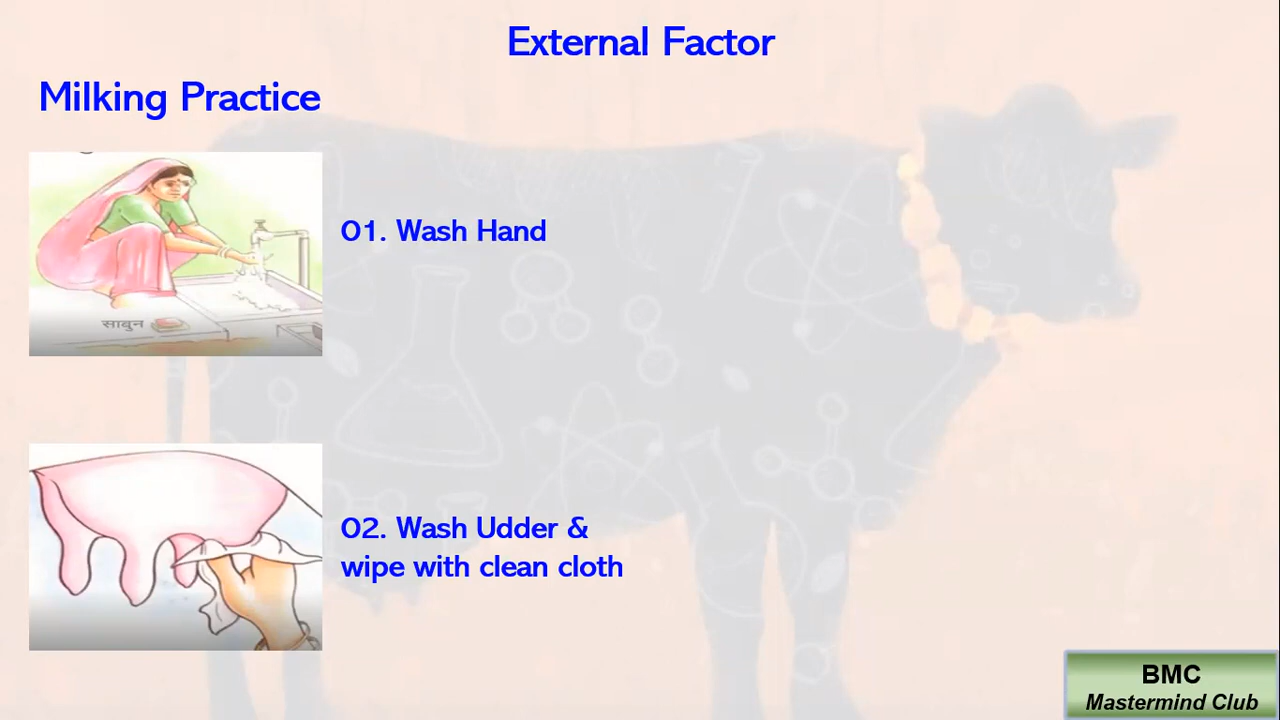 External Factor
Milking Practice
01. Wash Hand
साबुन
02. Wash Udder &
wipe with clean cloth
BMC
Mastermind Club